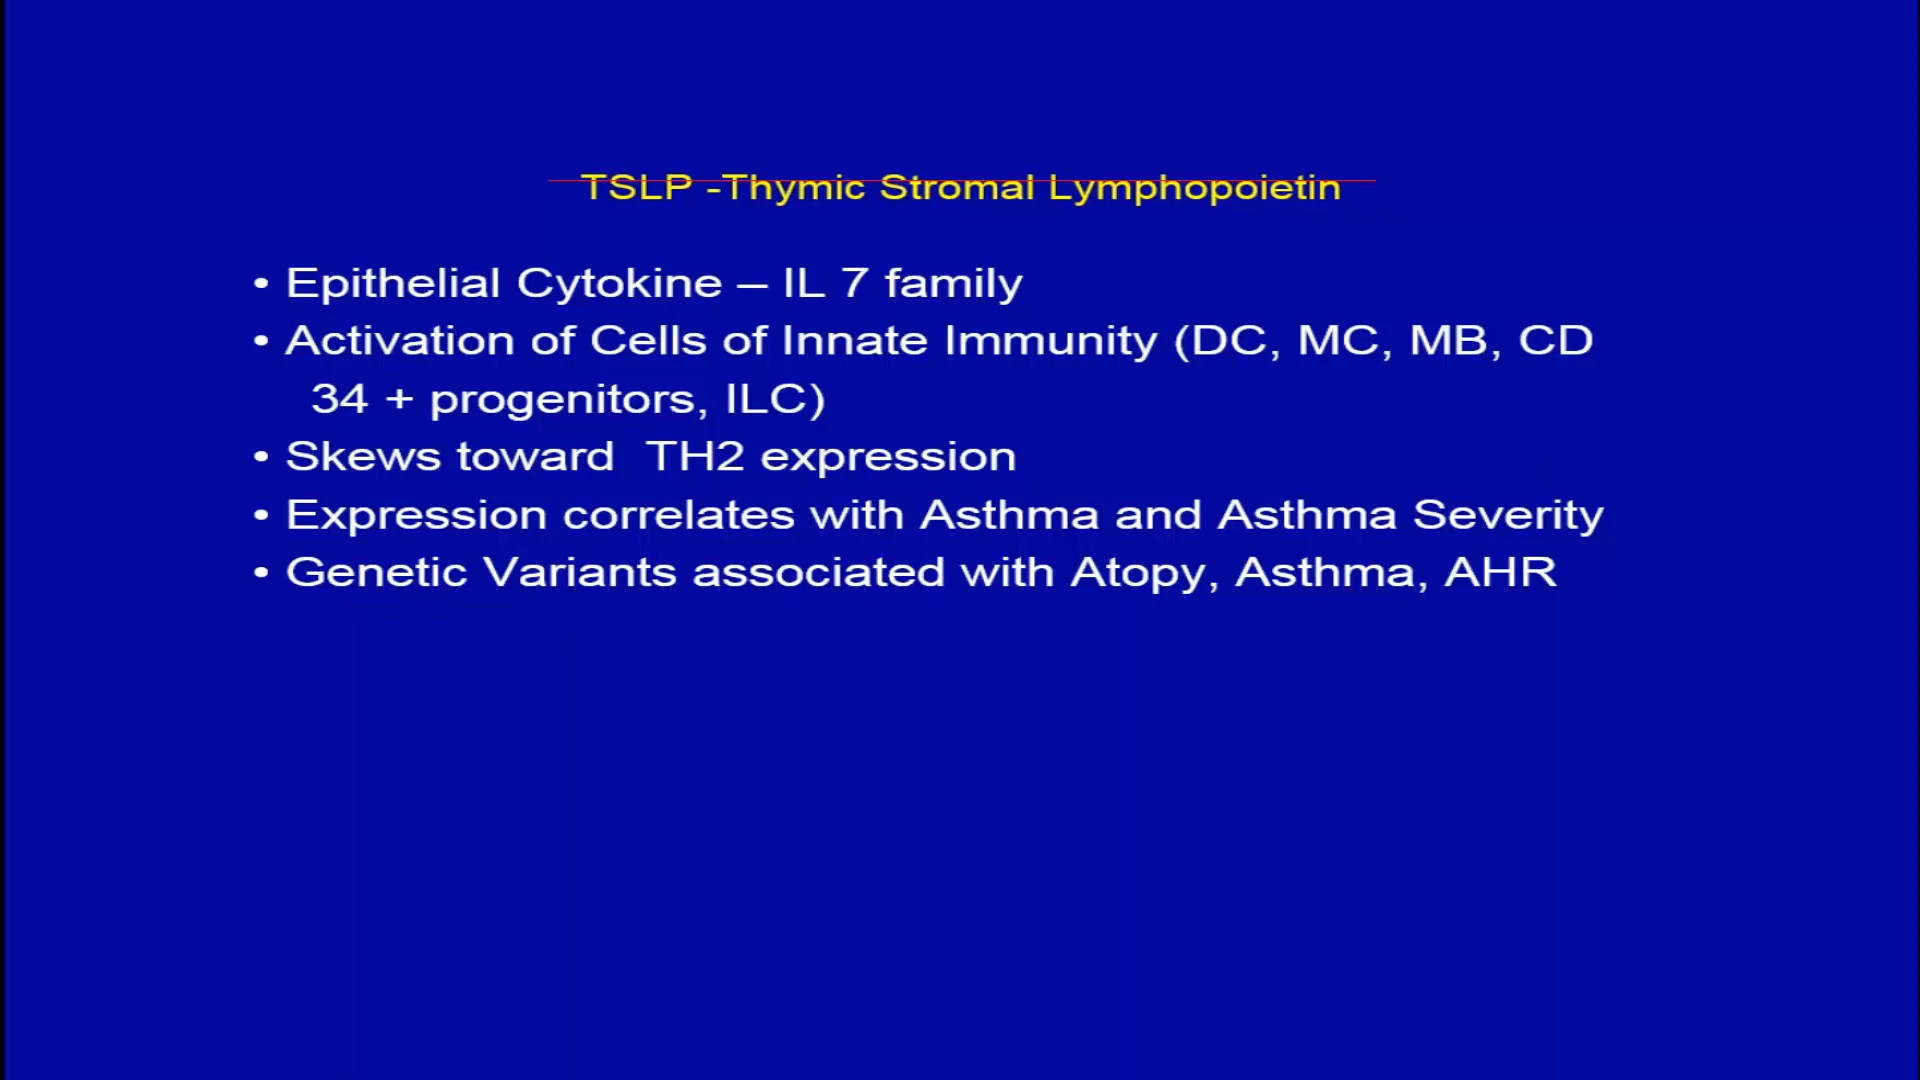 TSLP -Thymic Stromal Lymphopoietin
• Epithelial Cytokine – IL 7 family
• Activation of Cells of Innate Immunity (DC, MC, MB, CD
34 + progenitors, ILC)
• Skews toward  TH2 expression
• Expression correlates with Asthma and Asthma Severity
• Genetic Variants associated with Atopy, Asthma, AHR